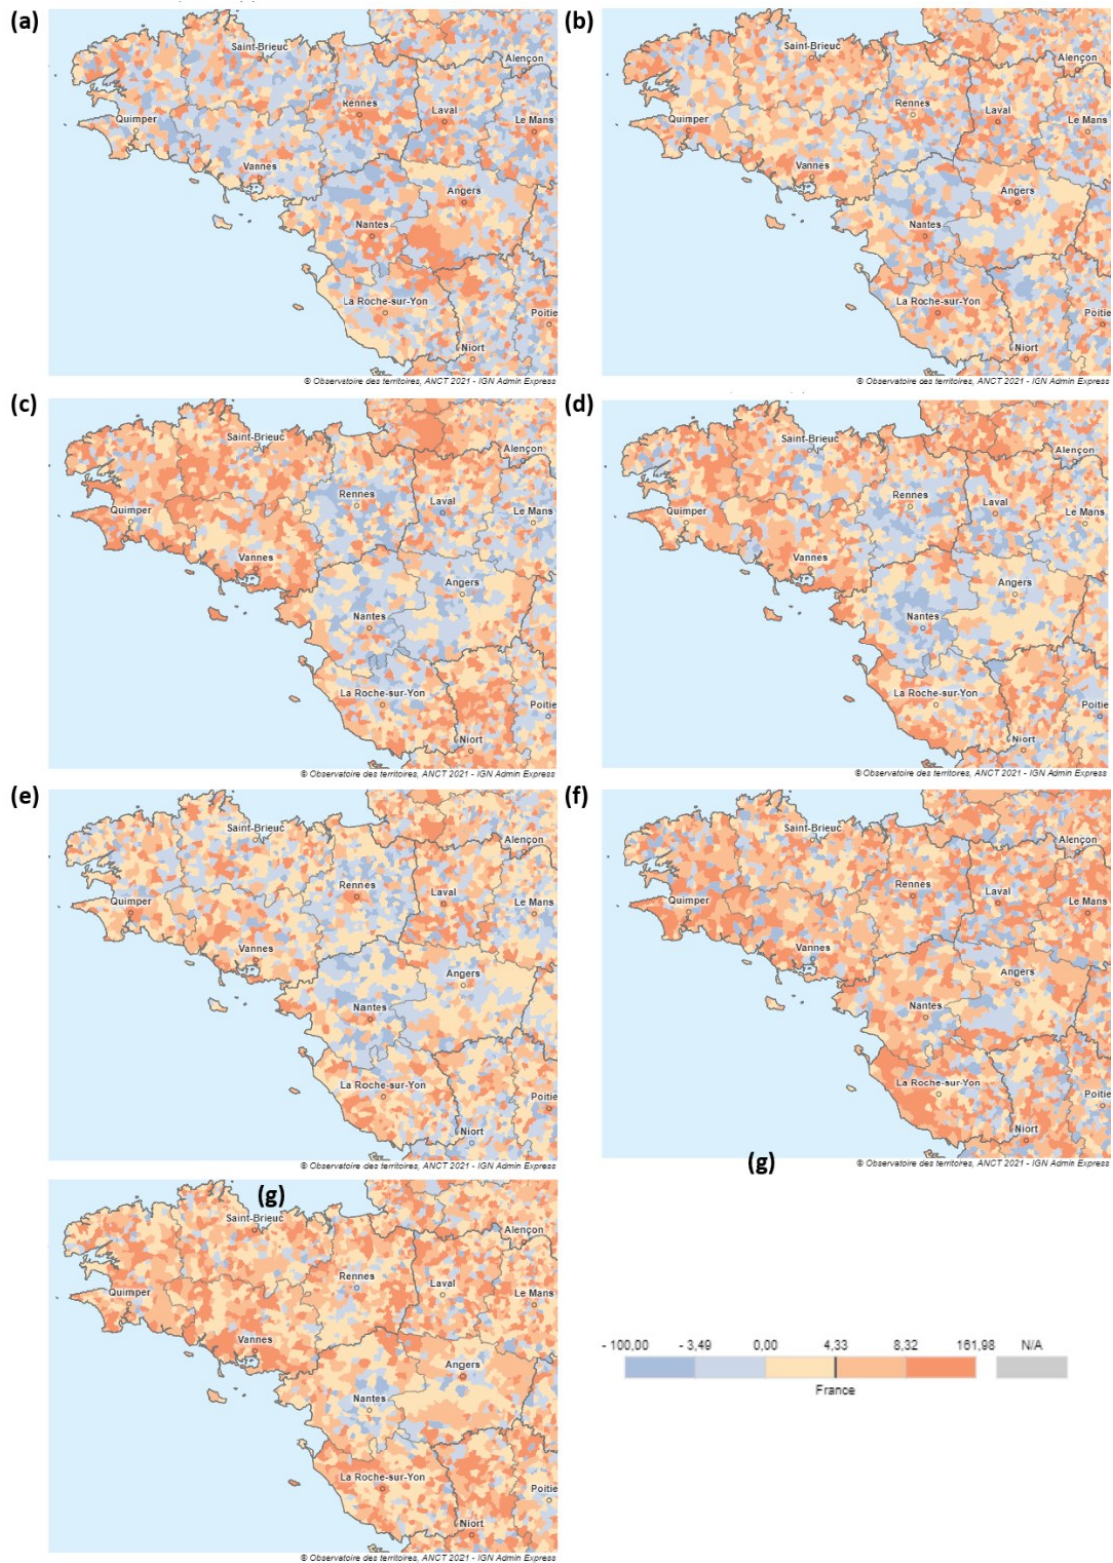 (a)
Saint-Brieuc
Alençon
Rennes
Laval
Quimper
Le Mans
Vannes
Angers
Nantes
La Roche-sur-Yon
Poitie
Niort
© Observatoire des territoires, ANCT 2021 - IGN Admin Express
(b)
Saint-Brieuc
Alençon
Rennes
Laval
Quimper
Le Mans
Vannes
Angers
Nantes
La Roche-sur-Yon
Poitie
Niort
© Observatoire des territoires, ANCT 2021 - IGN Admin Express
(c)
Saint-Brieuc
Alençon
Rennes
Laval
Quimper
Le Mans
Vannes
Angers
Nantes
La Roche-sur-Yon
Poitie
Niort
© Observatoire des territoires, ANCT 2021 - IGN Admin Express
(d)
Saint-Brieuc
Alençon
Rennes
Laval
Quimper
Le Mans
Vannes
Angers
Nantes
La Roche-sur-Yon
Poitie
Niort
© Observatoire des territoires, ANCT 2021 - IGN Admin Express
(e)
Saint-Brieuc
Alençon
Rennes
Laval
Quimper
Le Mans
Vannes
Angers
Nantes
La Roche-sur-Yon
Poitie
Niort
© Observatoire des territoires, ANCT 2021 - IGN Admin Express
(f)
Saint-Brieuc
Alençon
Rennes
Laval
Quimper
Le Mans
Vannes
Angers
Nantes
La Roche-sur-Yon
Poitie
Niort
(g)
© Observatoire des territoires, ANCT 2021 - IGN Admin Express
(g)
Saint-Brieuc
Alençon
Rennes
Laval
Quimper
Le Mans
Vannes
Angers
Nantes
La Roche-sur-Yon
Poitie
Niort
© Observatoire des territoires, ANCT 2021 - IGN Admin Express
- 100,00 - 3,49 0,00 4,33 8,32 161,98 N/A
France